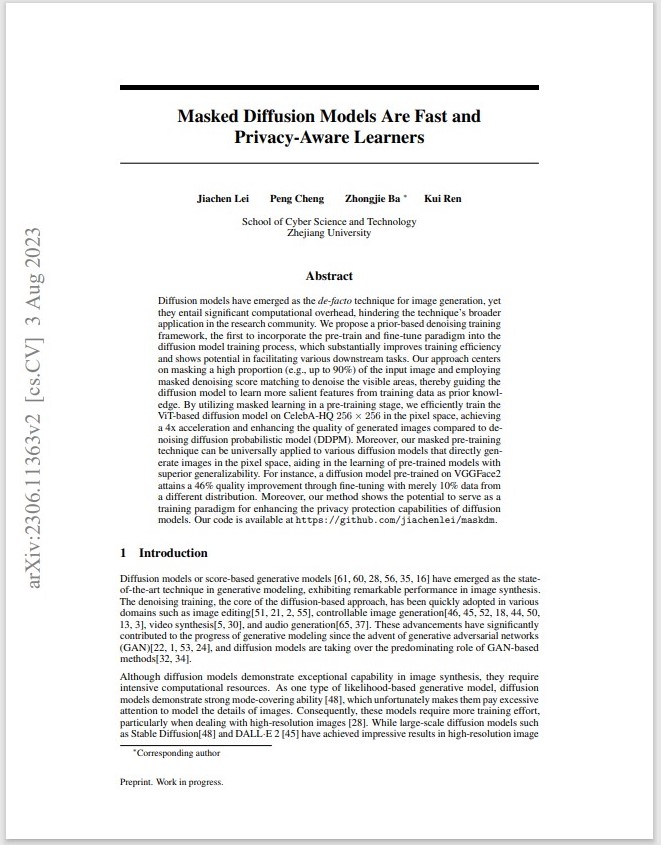 arXiv:2306.11363v2 [cs.CV] 3 Aug 2023
Masked Diffusion Models Are Fast and
Privacy-Aware Learners
Jiachen Lei Peng Cheng Zhongjie Ba * Kui Ren
School of Cyber Science and Technology
Zhejiang University
Abstract
Diffusion models have emerged as the de-facto technique for image generation, yet
they entail significant computational overhead, hindering the technique's broader
application in the research community. We propose a prior-based denoising training
framework, the first to incorporate the pre-train and fine-tune paradigm into the
diffusion model training process, which substantially improves training efficiency
and shows potential in facilitating various downstream tasks. Our approach centers
on masking a high proportion (e.g., up to 90%) of the input image and employing
masked denoising score matching to denoise the visible areas, thereby guiding the
diffusion model to learn more salient features from training data as prior knowl-
edge. By utilizing masked learning in a pre-training stage, we efficiently train the
ViT-based diffusion model on CelebA-HQ 256 × 256 in the pixel space, achieving
a 4x acceleration and enhancing the quality of generated images compared to de-
noising diffusion probabilistic model (DDPM). Moreover, our masked pre-training
technique can be universally applied to various diffusion models that directly gen-
erate images in the pixel space, aiding in the learning of pre-trained models with
superior generalizability. For instance, a diffusion model pre-trained on VGGFace2
attains a 46% quality improvement through fine-tuning with merely 10% data from
a different distribution. Moreover, our method shows the potential to serve as a
training paradigm for enhancing the privacy protection capabilities of diffusion
models. Our code is available at https://github.com/jiachenlei/maskdm.
1 Introduction
Diffusion models or score-based generative models [61, 60, 28, 56, 35, 16] have emerged as the state-
of-the-art technique in generative modeling, exhibiting remarkable performance in image synthesis.
The denoising training, the core of the diffusion-based approach, has been quickly adopted in various
domains such as image editing[51, 21, 2, 55], controllable image generation[46, 45, 52, 18, 44, 50,
13, 3], video synthesis[5, 30], and audio generation[65, 37]. These advancements have significantly
contributed to the progress of generative modeling since the advent of generative adversarial networks
(GAN)[22, 1, 53, 24], and diffusion models are taking over the predominating role of GAN-based
methods[32, 34].
Although diffusion models demonstrate exceptional capability in image synthesis, they require
intensive computational resources. As one type of likelihood-based generative model, diffusion
models demonstrate strong mode-covering ability [48], which unfortunately makes them pay excessive
attention to model the details of images. Consequently, these models require more training effort,
particularly when dealing with high-resolution images [28]. While large-scale diffusion models such
as Stable Diffusion[48] and DALL-E 2 [45] have achieved impressive results in high-resolution image
*Corresponding author
Preprint. Work in progress.